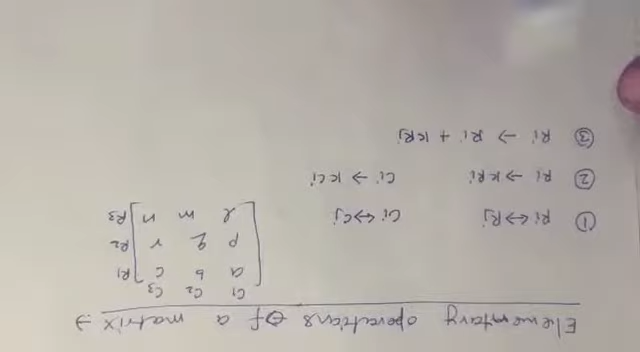 Elementary operations of a matrix →
C1 C2 C3
a b c R1
① Ri ↔ Rj Ci ↔ Cj p q r R2
② Ri → KRi Ci → KCi l m n R3
③ Ri → Ri + KRj